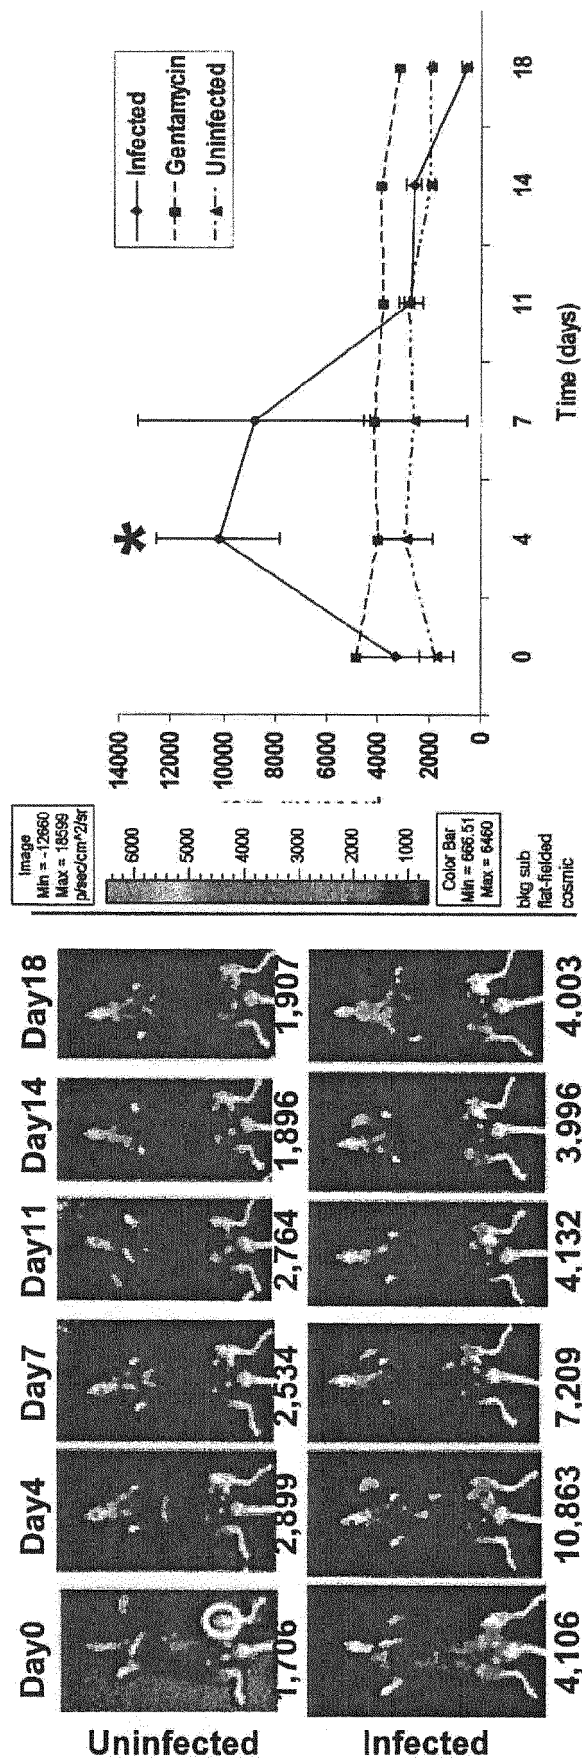 Day0 Day4 Day7 Day11 Day14 Day18
Uninfected
1,706 2,899 2,534 2,764 1,896 1,907
Infected
4,106 10,863 7,209 4,132 3,996 4,003
Image
Min = -12660
Max = 18599
p/sec/cm^2/sr
6000
5000
4000
3000
2000
1000
Color Bar
Min = 666.51
Max = 6460
bkg sub
flat-fielded
cosmic
14000
12000
10000
8000
6000
4000
2000
0
*
Infected
Gentamycin
Uninfected
0 4 7 11 14 18
Time (days)